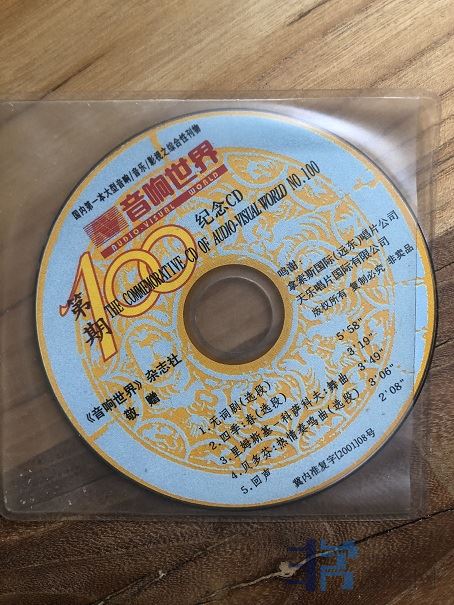 国内第一本大型音响/音乐/影视之综合性刊物
音响世界
AUDIO-VISUAL WORLD
第100期
纪念CD
THE COMMEMORATIVE CD OF AUDIO-VISUAL WORLD NO.100
鸣谢:
拿索斯国际(远东)唱片公司
天乐唱片国际有限公司
版权所有 复制必究 非卖品
《音响世界》杂志社
敬赠
1.无词歌(选段) 5'58"
2.四季·春(选段) 3'19"
3.里姆斯基-科萨科夫·舞曲 3'49"
4.贝多芬·热情奏鸣曲(选段) 3'06"
5.回声 2'08"
冀内准复字[2001]08号